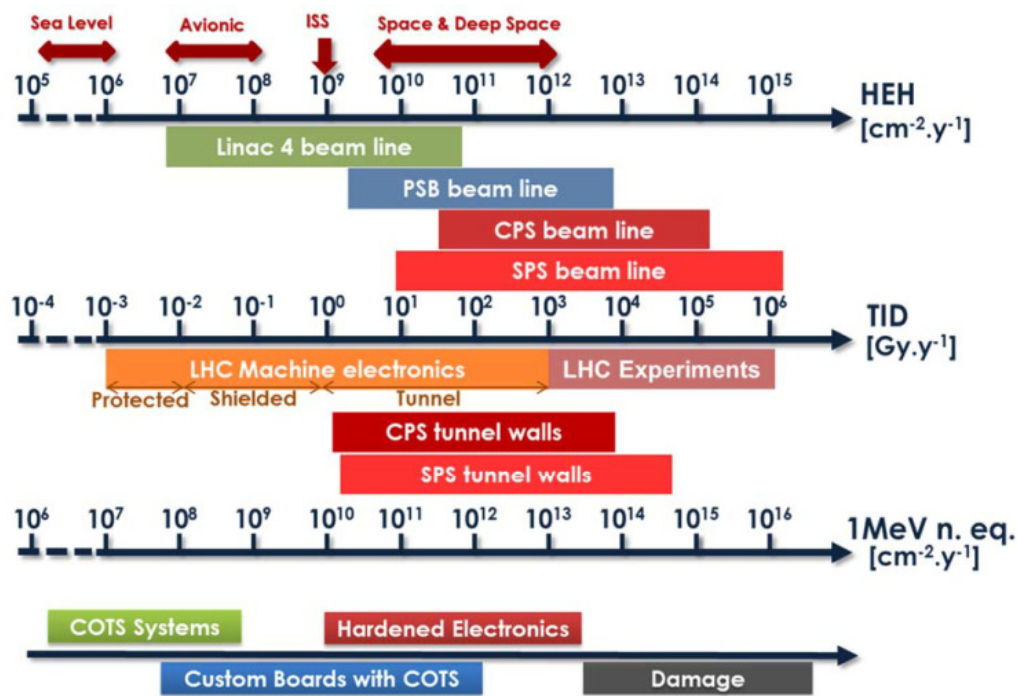 Sea Level Avionic ISS Space & Deep Space
10⁵ 10⁶ 10⁷ 10⁸ 10⁹ 10¹⁰ 10¹¹ 10¹² 10¹³ 10¹⁴ 10¹⁵ HEH
[cm⁻².y⁻¹]
Linac 4 beam line
PSB beam line
CPS beam line
SPS beam line
10⁻⁴ 10⁻³ 10⁻² 10⁻¹ 10⁰ 10¹ 10² 10³ 10⁴ 10⁵ 10⁶ TID
[Gy.y⁻¹]
LHC Machine electronics LHC Experiments
Protected Shielded Tunnel
CPS tunnel walls
SPS tunnel walls
10⁶ 10⁷ 10⁸ 10⁹ 10¹⁰ 10¹¹ 10¹² 10¹³ 10¹⁴ 10¹⁵ 10¹⁶ 1MeV n. eq.
[cm⁻².y⁻¹]
COTS Systems Hardened Electronics
Custom Boards with COTS Damage